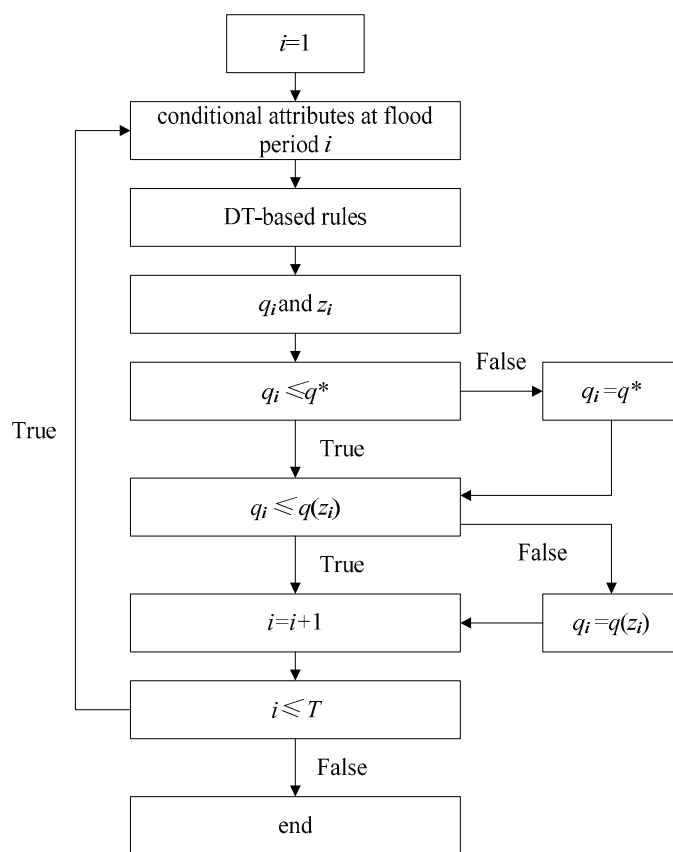 i=1
conditional attributes at flood
period i
DT-based rules
qᵢ and zᵢ
qᵢ ≤ q*
False
qᵢ =q*
True
True
qᵢ ≤ q(zᵢ)
False
True
i=i+1
qᵢ =q(zᵢ)
i ≤ T
False
end